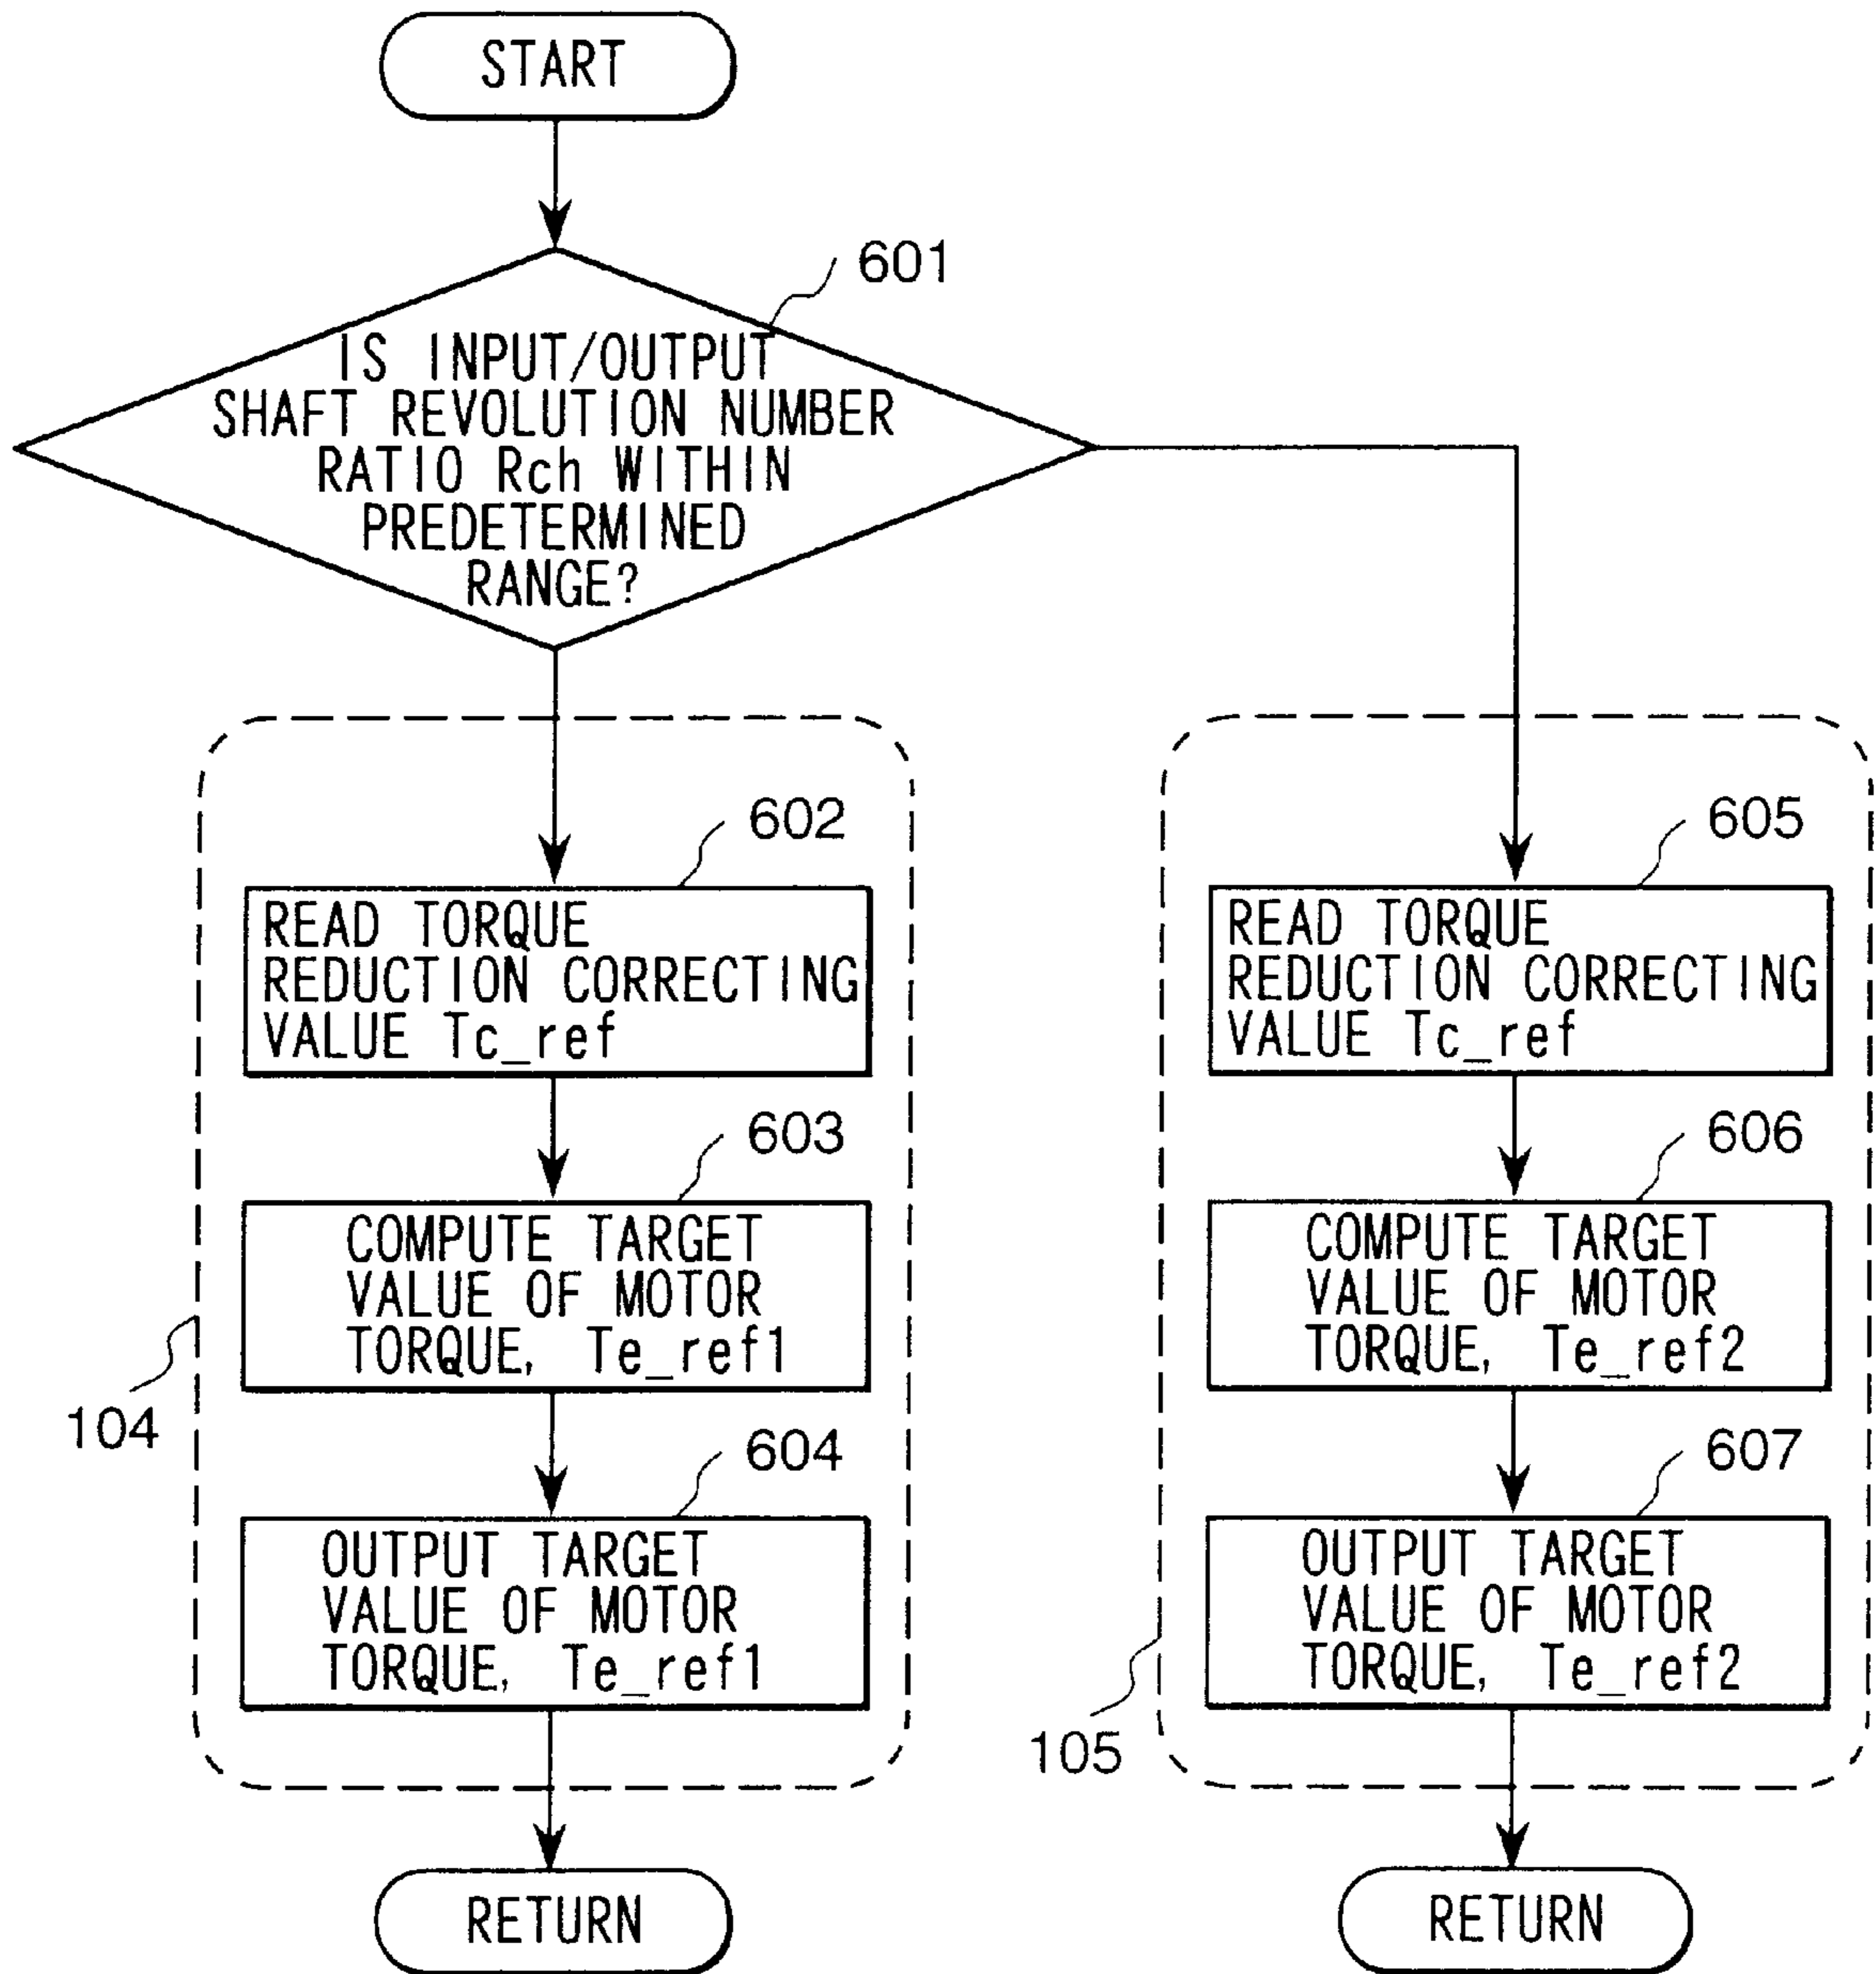 START
601
IS INPUT/OUTPUT
SHAFT REVOLUTION NUMBER
RATIO Rch WITHIN
PREDETERMINED
RANGE?
602
READ TORQUE
REDUCTION CORRECTING
VALUE Tc_ref
603
COMPUTE TARGET
VALUE OF MOTOR
TORQUE, Te_ref1
104
604
OUTPUT TARGET
VALUE OF MOTOR
TORQUE, Te_ref1
RETURN
605
READ TORQUE
REDUCTION CORRECTING
VALUE Tc_ref
606
COMPUTE TARGET
VALUE OF MOTOR
TORQUE, Te_ref2
607
OUTPUT TARGET
VALUE OF MOTOR
TORQUE, Te_ref2
105
RETURN